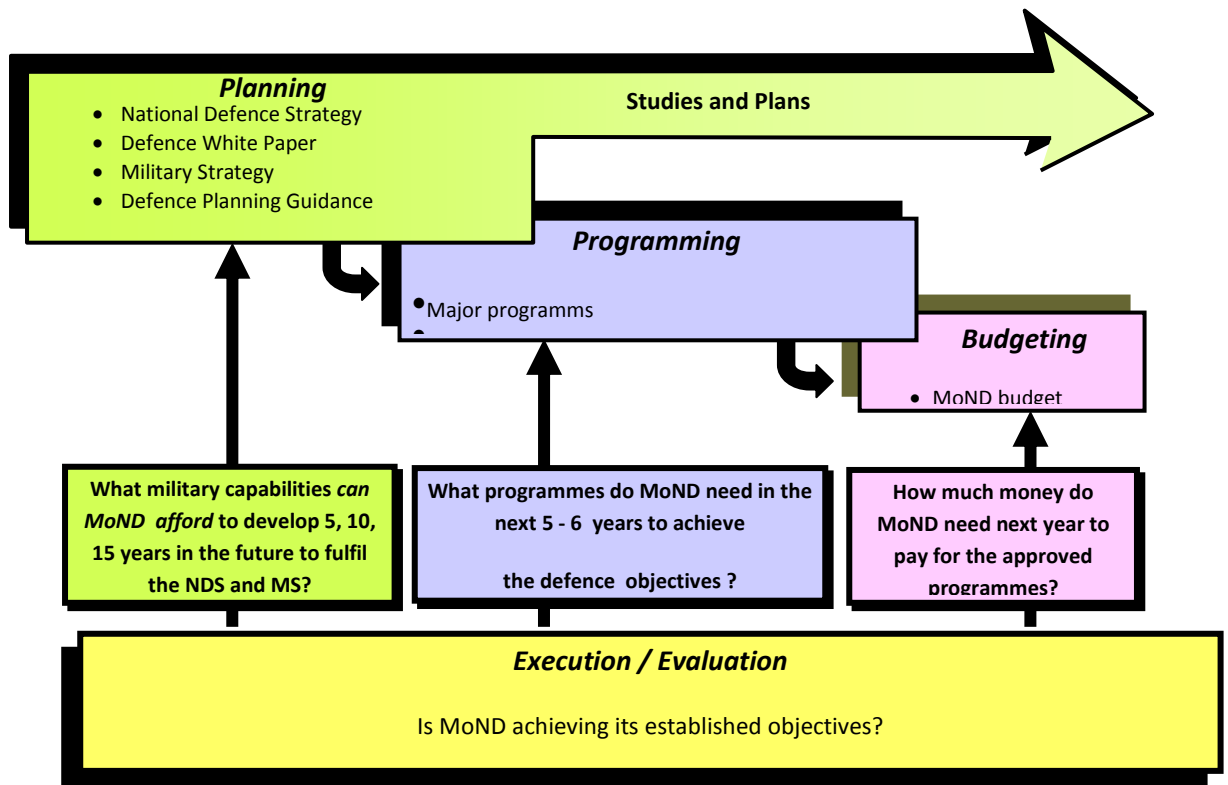 Planning
• National Defence Strategy
• Defence White Paper
• Military Strategy
• Defence Planning Guidance
Studies and Plans
Programming
• Major programms
•
Budgeting
• MoND budget
What military capabilities can
MoND afford to develop 5, 10,
15 years in the future to fulfil
the NDS and MS?
What programmes do MoND need in the
next 5 - 6 years to achieve
the defence objectives ?
How much money do
MoND need next year to
pay for the approved
programmes?
Execution / Evaluation
Is MoND achieving its established objectives?